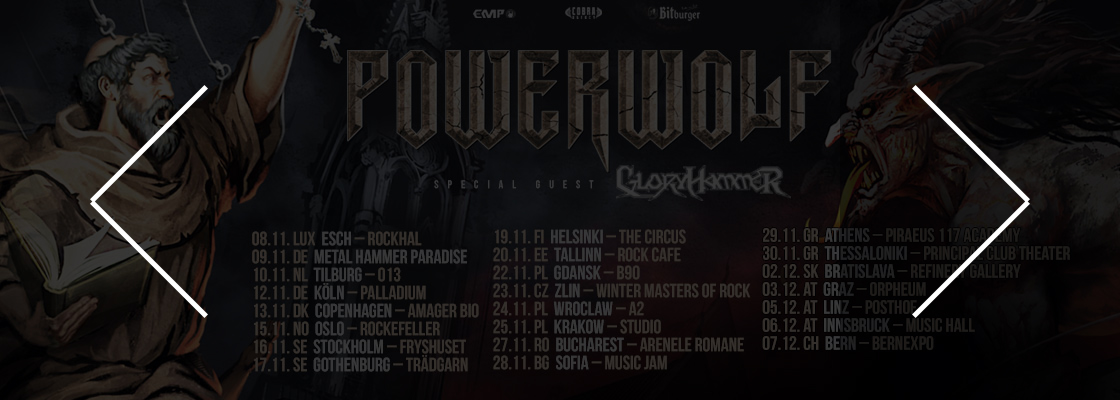 EMP
COBRA
Bitburger
POWERWOLF
SPECIAL GUEST
GLORYHAMMER
08.11. LUX ESCH – ROCKHAL
09.11. DE METAL HAMMER PARADISE
10.11. NL TILBURG – 013
12.11. DE KÖLN – PALLADIUM
13.11. DK COPENHAGEN – AMAGER BIO
15.11. NO OSLO – ROCKEFELLER
16.11. SE STOCKHOLM – FRYSHUSET
17.11. SE GOTHENBURG – TRÄDGARN
19.11. FI HELSINKI – THE CIRCUS
20.11. EE TALLINN – ROCK CAFE
22.11. PL GDANSK – B90
23.11. CZ ZLIN – WINTER MASTERS OF ROCK
24.11. PL WROCLAW – A2
25.11. PL KRAKOW – STUDIO
27.11. RO BUCHAREST – ARENELE ROMANE
28.11. BG SOFIA – MUSIC JAM
29.11. GR ATHENS – PIRAEUS 117 ACADEMY
30.11. GR THESSALONIKI – PRINCIPAL CLUB THEATER
02.12. SK BRATISLAVA – REFINERY GALLERY
03.12. AT GRAZ – ORPHEUM
05.12. AT LINZ – POSTHOF
06.12. AT INNSBRUCK – MUSIC HALL
07.12. CH BERN – BERNEXPO